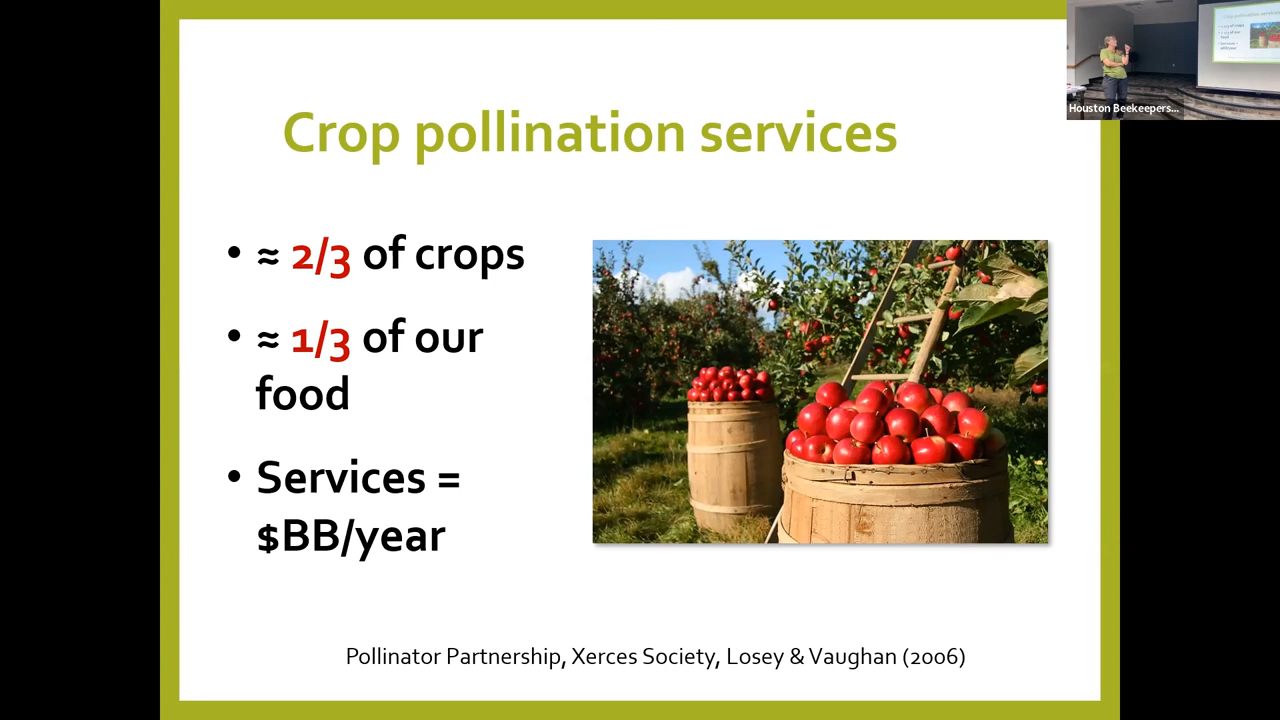 Crop pollination services
• ≈ 2/3 of crops
• ≈ 1/3 of our
food
• Services =
$BB/year
Pollinator Partnership, Xerces Society, Losey & Vaughan (2006)
Houston Beekeepers...